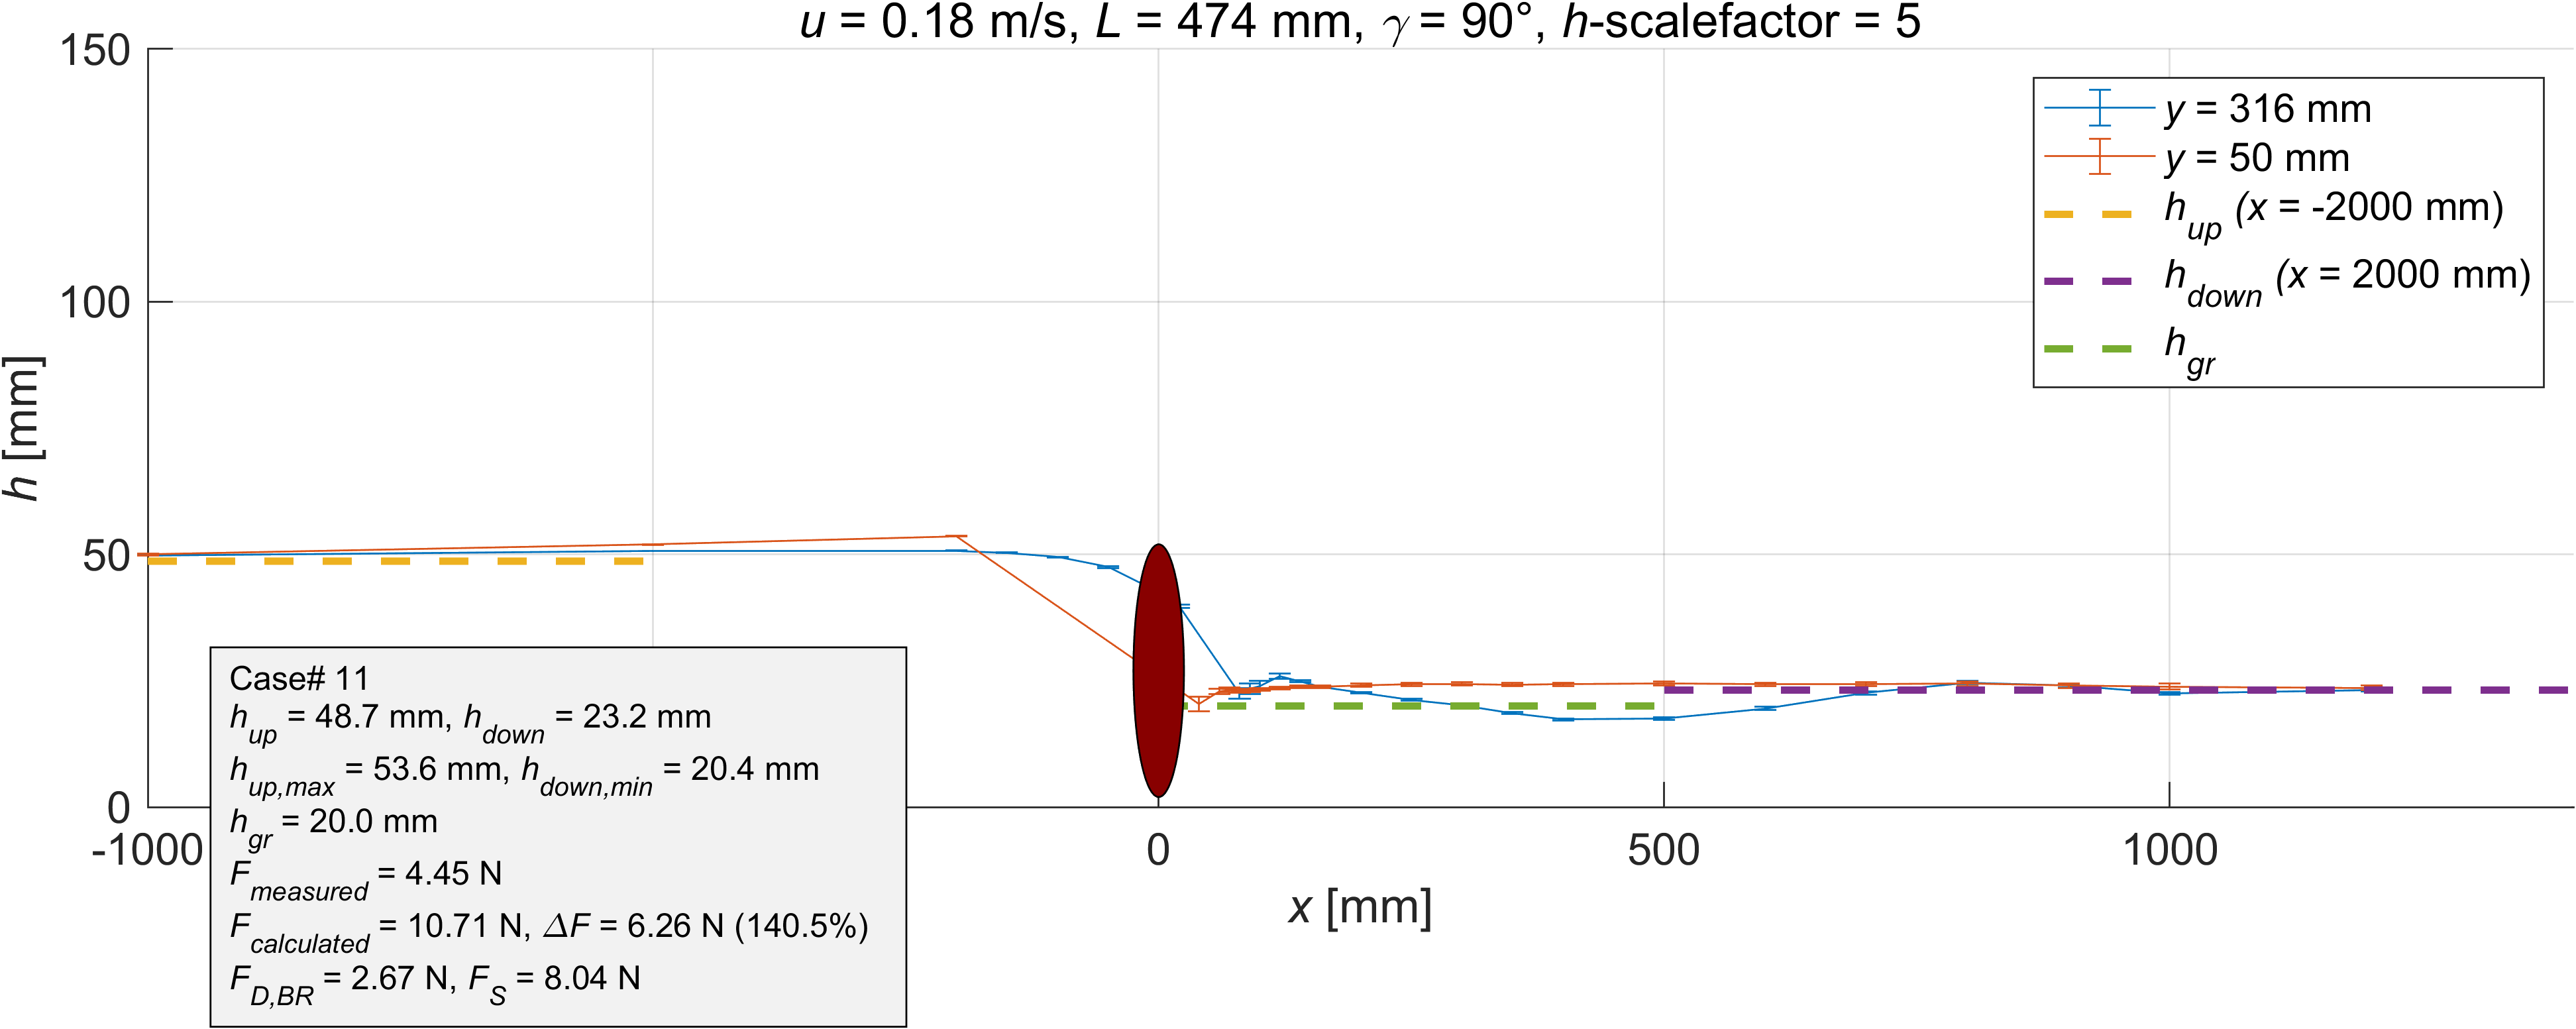 u = 0.18 m/s, L = 474 mm, γ = 90°, h-scalefactor = 5
150
100
50
0
h [mm]
-1000
0
500
1000
x [mm]
y = 316 mm
y = 50 mm
h_up (x = -2000 mm)
h_down (x = 2000 mm)
h_gr
Case# 11
h_up = 48.7 mm, h_down = 23.2 mm
h_up,max = 53.6 mm, h_down,min = 20.4 mm
h_gr = 20.0 mm
F_measured = 4.45 N
F_calculated = 10.71 N, ΔF = 6.26 N (140.5%)
F_D,BR = 2.67 N, F_S = 8.04 N